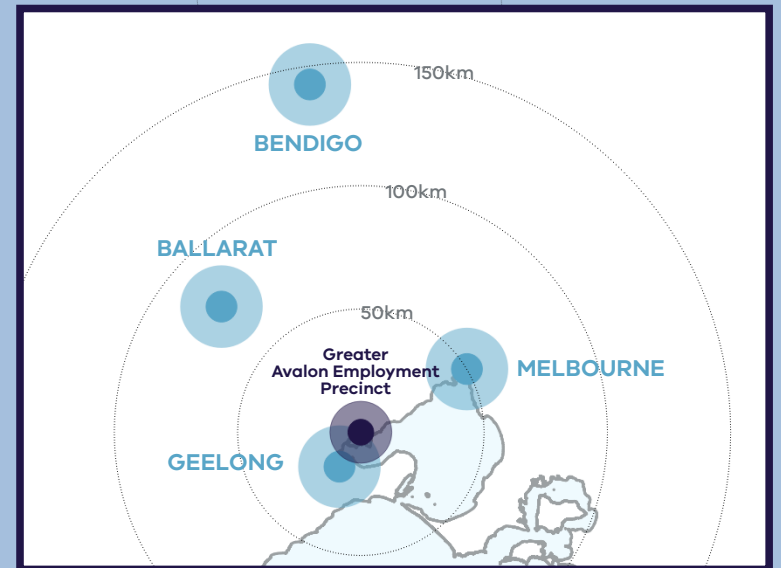 150km
BENDIGO
100km
BALLARAT
50km
Greater
Avalon Employment
Precinct
MELBOURNE
GEELONG